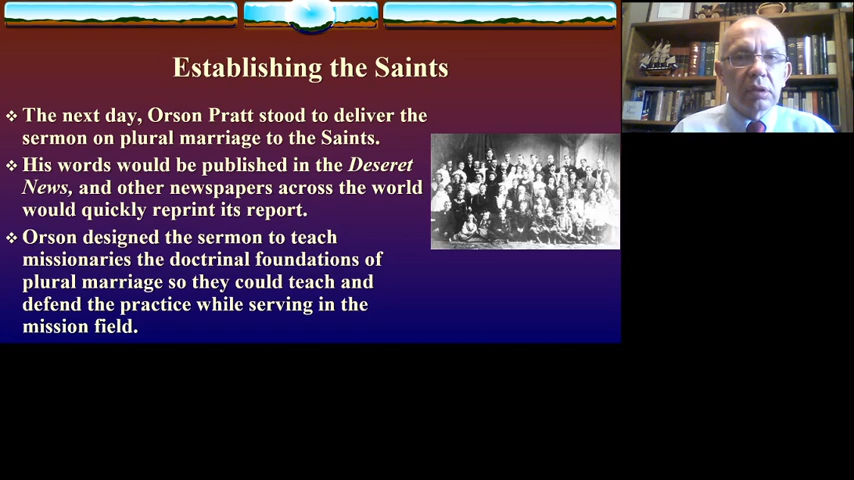 Establishing the Saints
❖ The next day, Orson Pratt stood to deliver the
sermon on plural marriage to the Saints.
❖ His words would be published in the Deseret
News, and other newspapers across the world
would quickly reprint its report.
❖ Orson designed the sermon to teach
missionaries the doctrinal foundations of
plural marriage so they could teach and
defend the practice while serving in the
mission field.